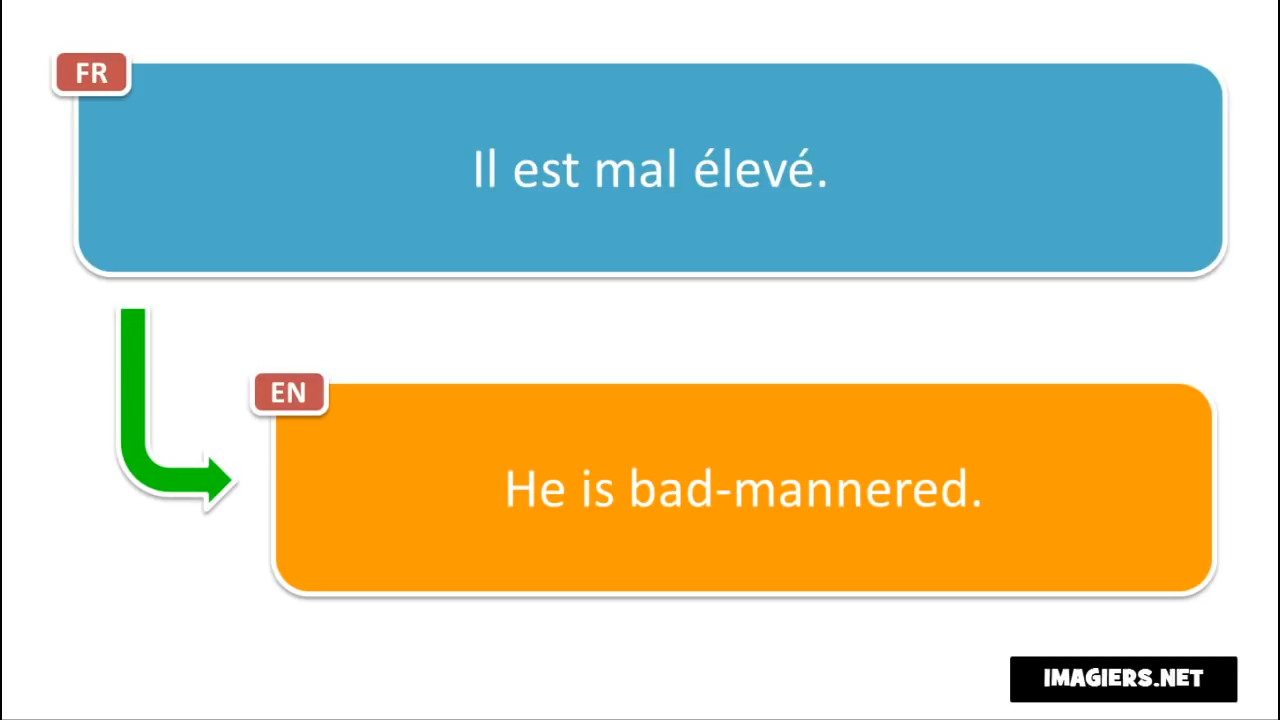 FR
Il est mal élevé.
EN
He is bad-mannered.
IMAGIERS.NET